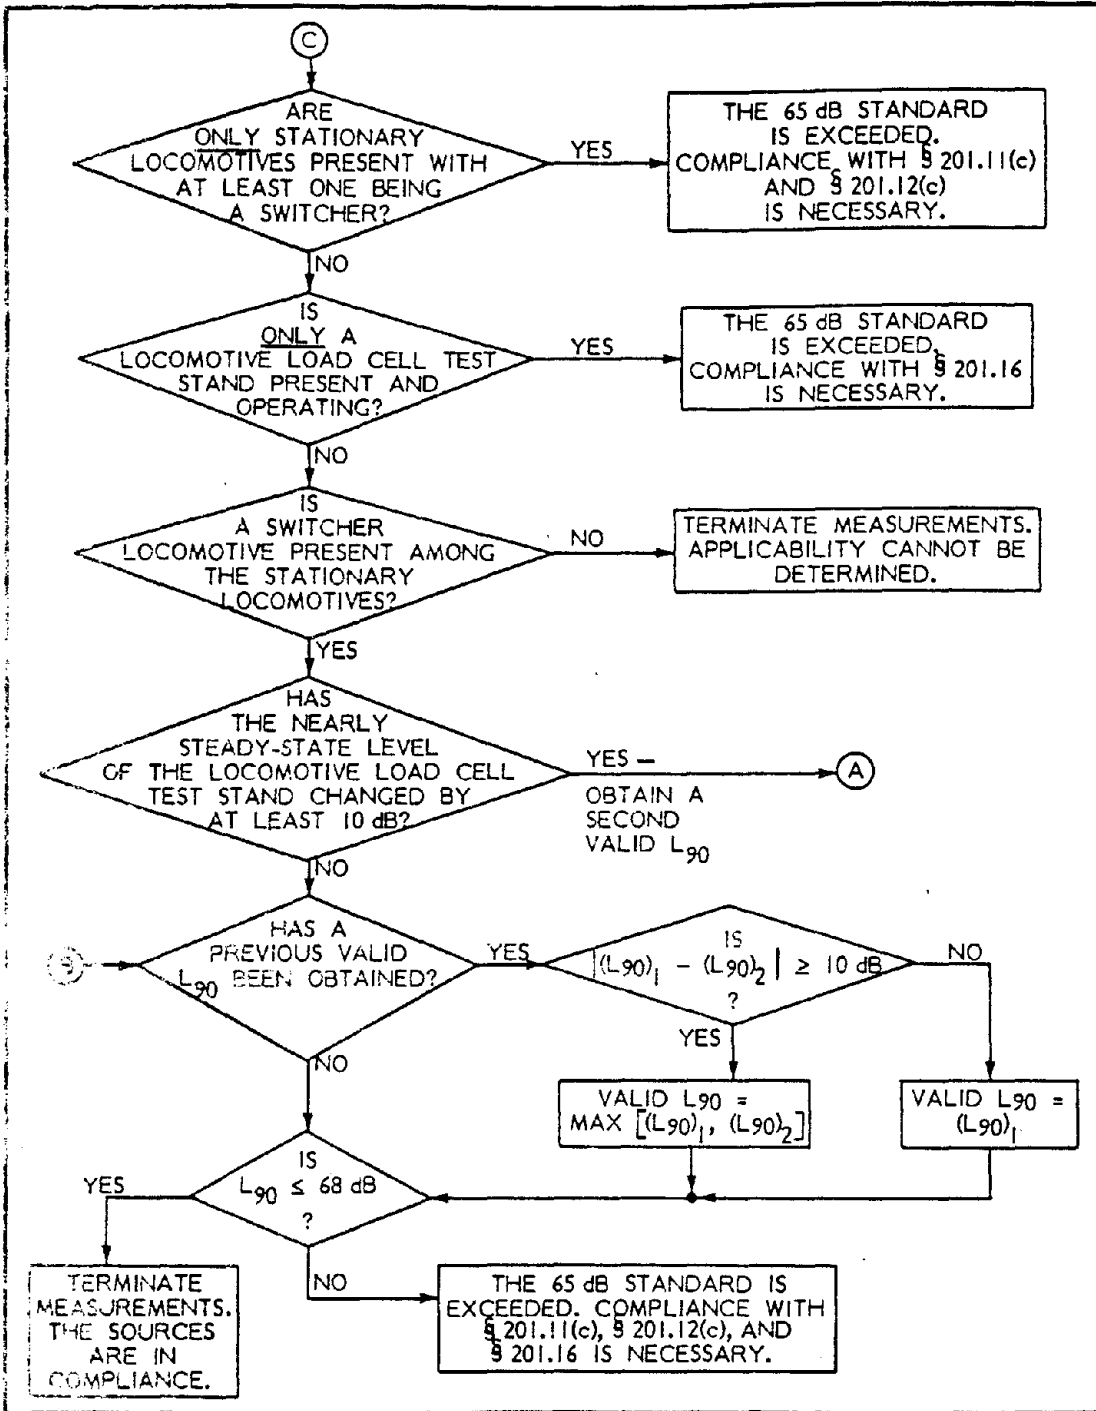 C
ARE
ONLY STATIONARY
LOCOMOTIVES PRESENT WITH
AT LEAST ONE BEING
A SWITCHER?
YES
THE 65 dB STANDARD
IS EXCEEDED.
COMPLIANCE WITH § 201.11(c)
AND § 201.12(c)
IS NECESSARY.
NO
IS
ONLY A
LOCOMOTIVE LOAD CELL TEST
STAND PRESENT AND
OPERATING?
YES
THE 65 dB STANDARD
IS EXCEEDED.
COMPLIANCE WITH § 201.16
IS NECESSARY.
NO
IS
A SWITCHER
LOCOMOTIVE PRESENT AMONG
THE STATIONARY
LOCOMOTIVES?
NO
TERMINATE MEASUREMENTS.
APPLICABILITY CANNOT BE
DETERMINED.
YES
HAS
THE NEARLY
STEADY-STATE LEVEL
OF THE LOCOMOTIVE LOAD CELL
TEST STAND CHANGED BY
AT LEAST 10 dB?
YES –
OBTAIN A
SECOND
VALID L90
A
NO
HAS A
PREVIOUS VALID
L90 BEEN OBTAINED?
YES
IS
|(L90)1 – (L90)2| ≥ 10 dB
?
NO
YES
VALID L90 =
MAX [(L90)1, (L90)2]
VALID L90 =
(L90)1
NO
IS
L90 ≤ 68 dB
?
YES
TERMINATE
MEASUREMENTS.
THE SOURCES
ARE IN
COMPLIANCE.
NO
THE 65 dB STANDARD IS
EXCEEDED. COMPLIANCE WITH
§ 201.11(c), § 201.12(c), AND
§ 201.16 IS NECESSARY.